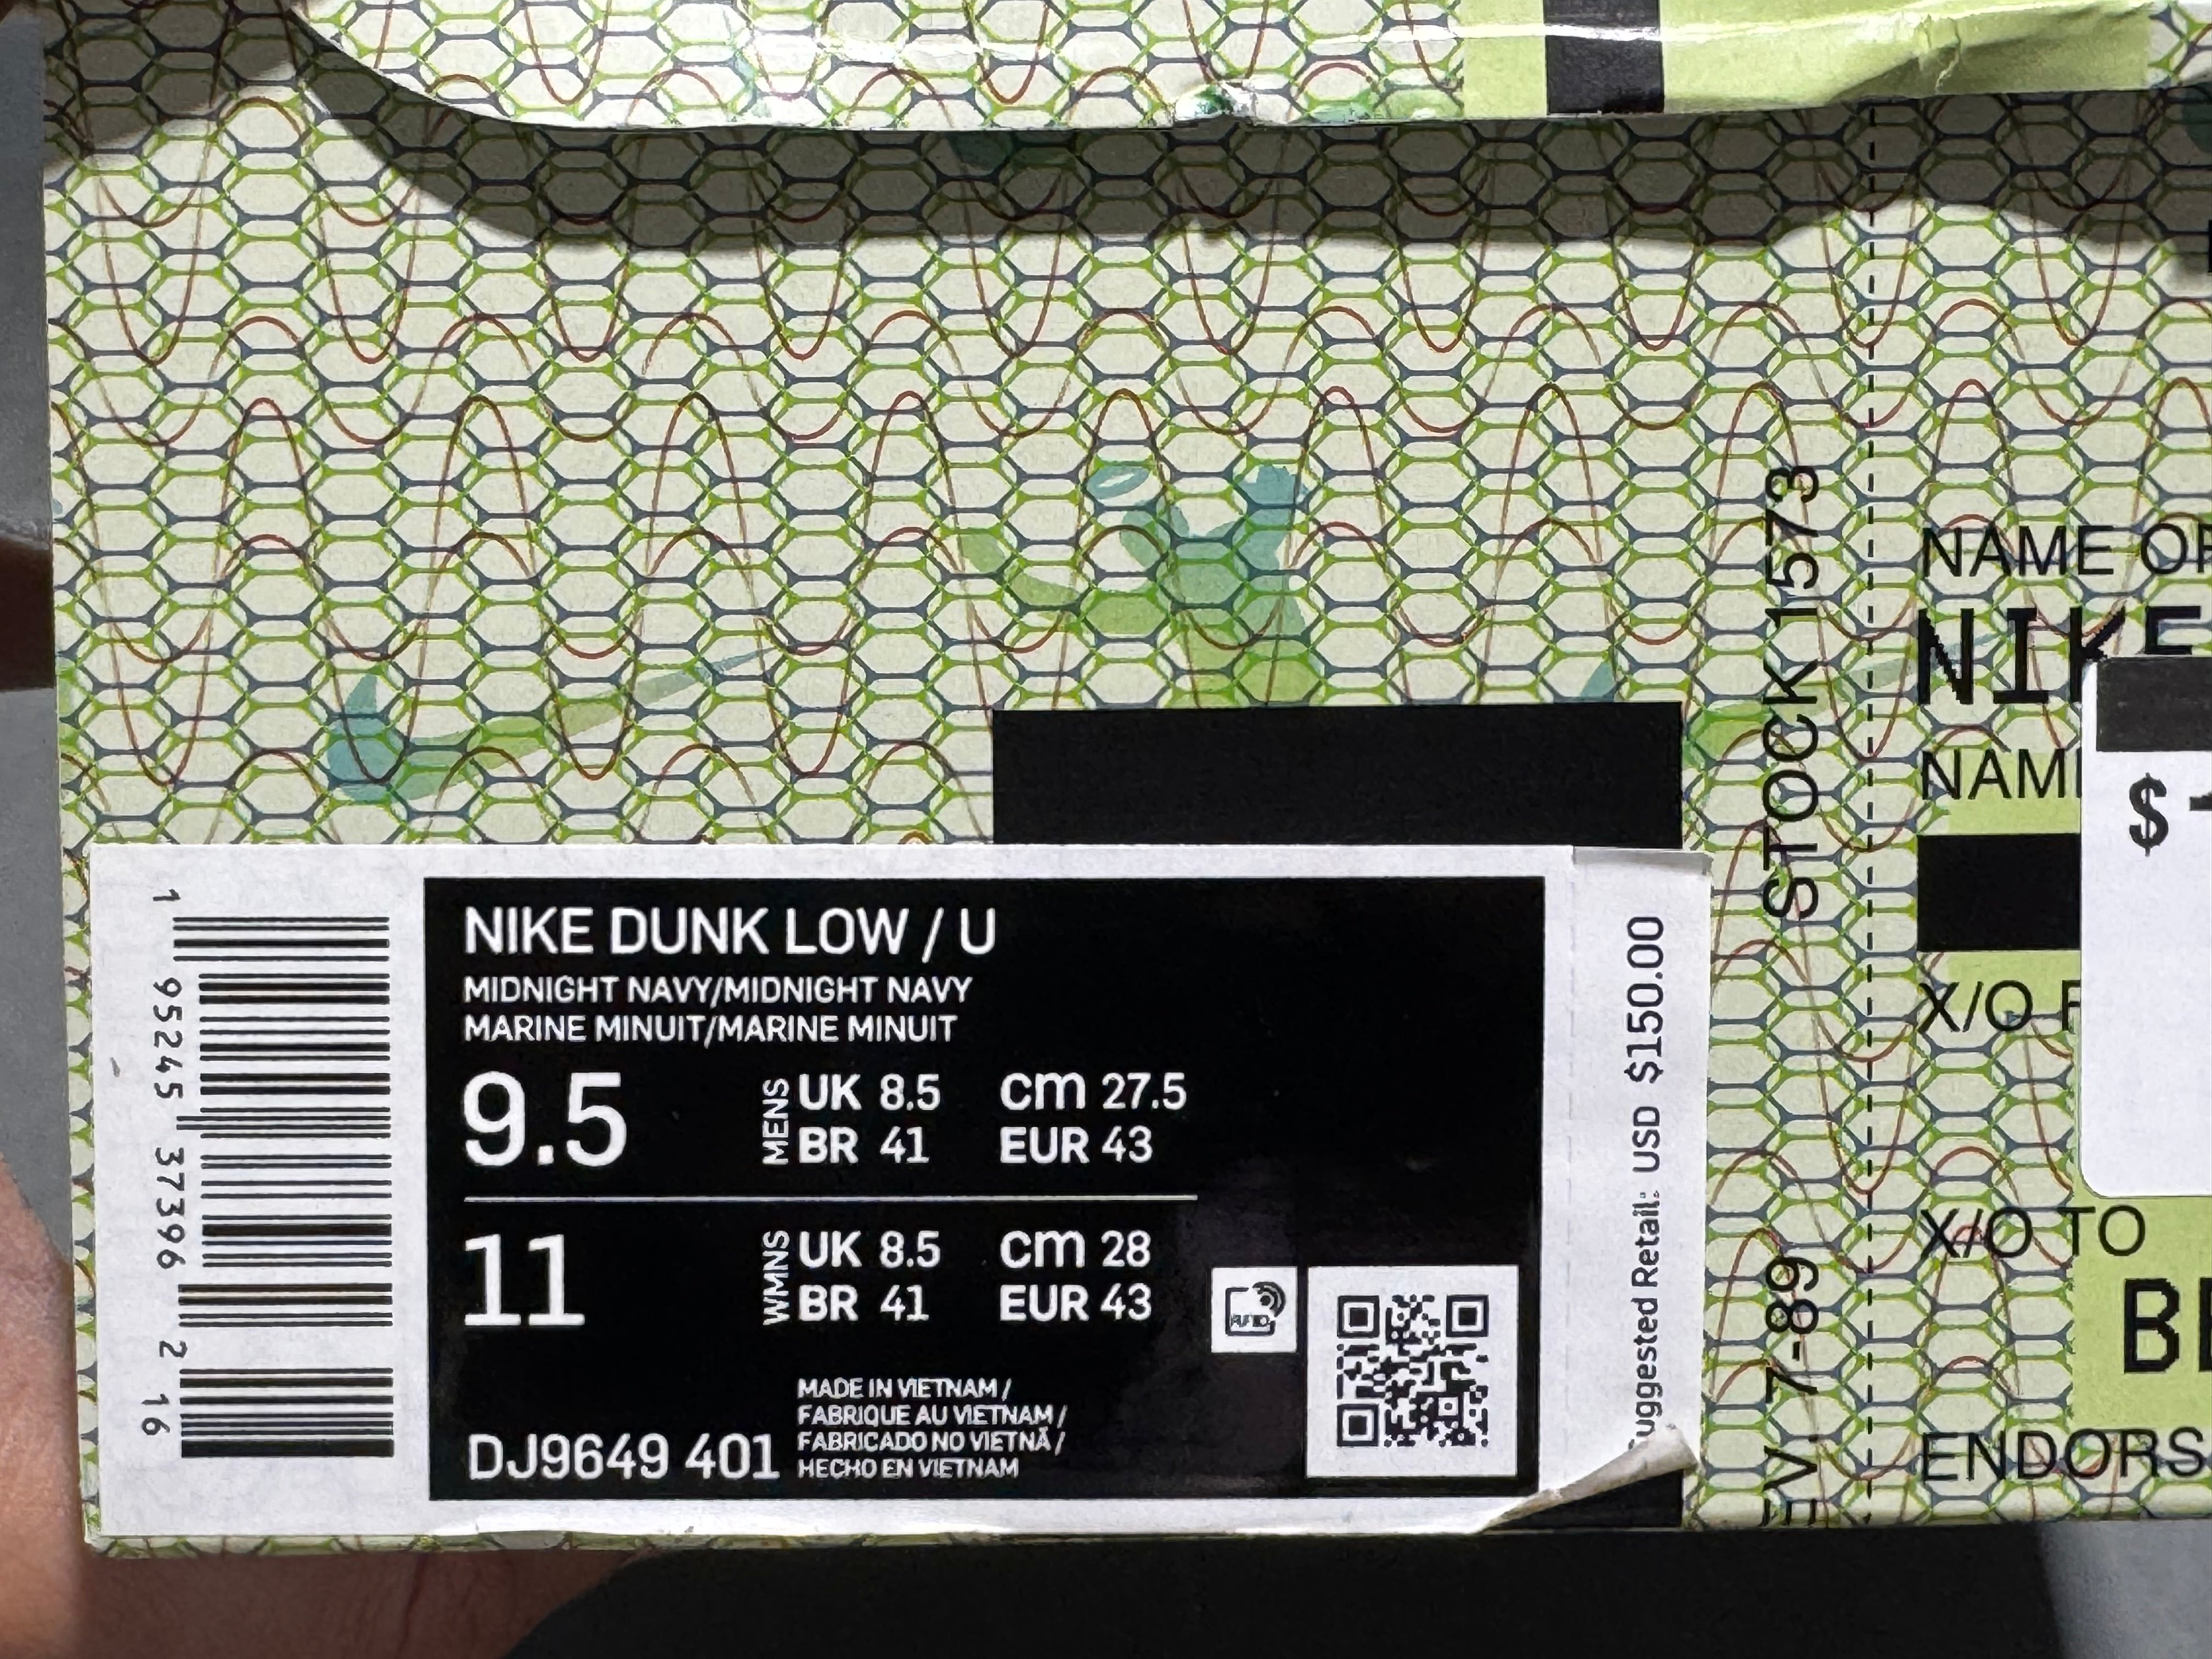 STOCK 1573
EV. 7-89
NAME OF
NIKE
NAME
$
X/O
X/O TO
ENDORS
NIKE DUNK LOW / U
MIDNIGHT NAVY/MIDNIGHT NAVY
MARINE MINUIT/MARINE MINUIT
9.5
MENS
UK 8.5 cm 27.5
BR 41 EUR 43
11
WMNS
UK 8.5 cm 28
BR 41 EUR 43
DJ9649 401
MADE IN VIETNAM /
FABRIQUE AU VIETNAM /
FABRICADO NO VIETNÃ /
HECHO EN VIETNAM
uggested Retail: USD $150.00
1 95245 37396 2 16